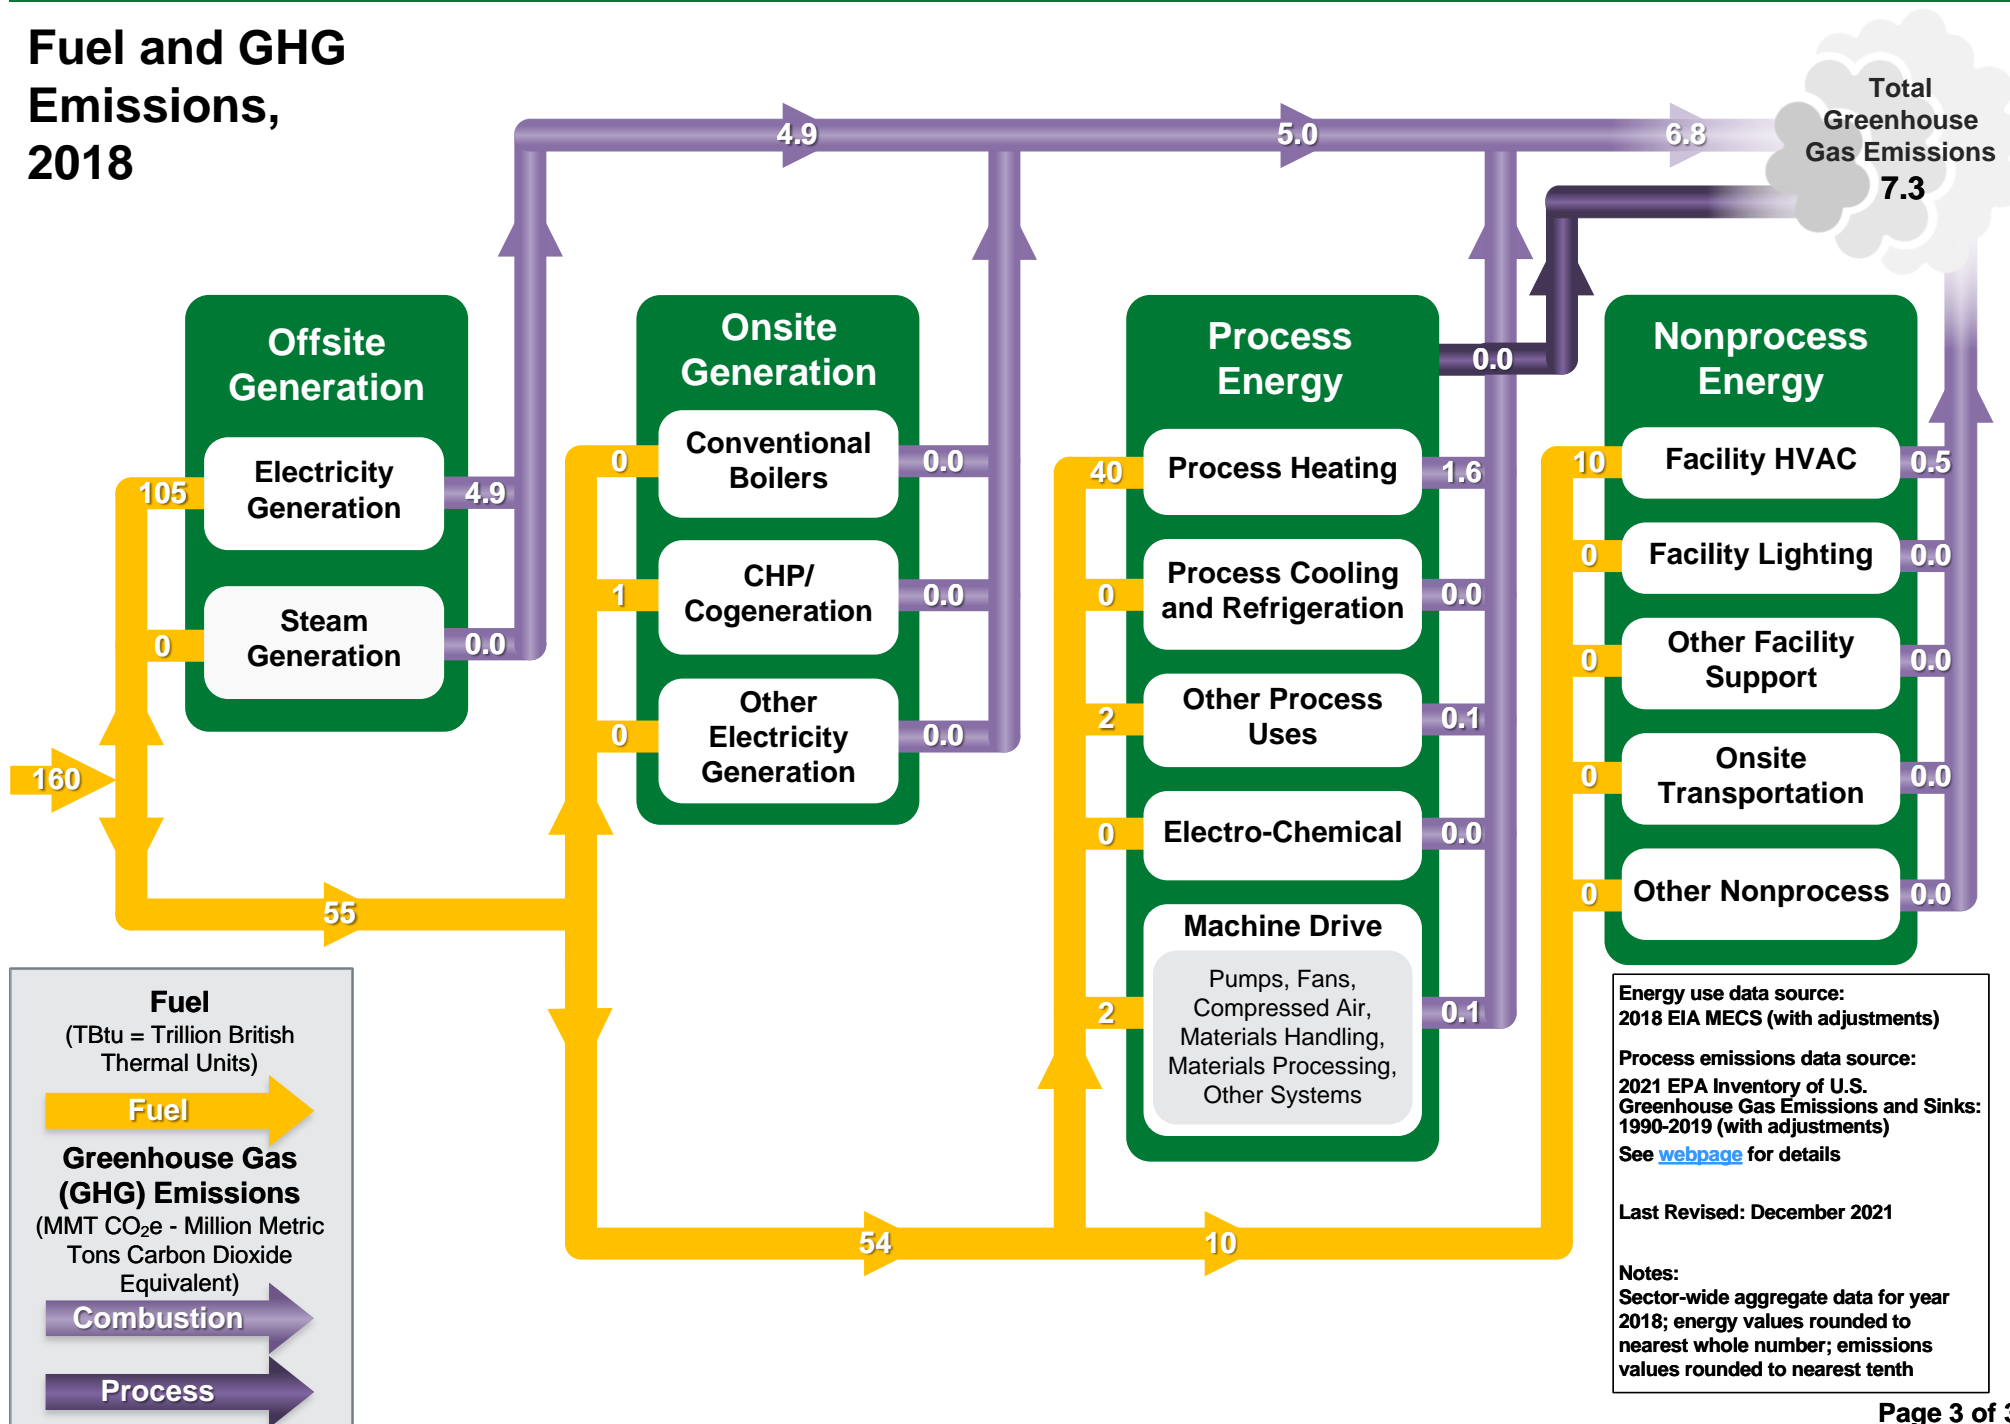 Fuel and GHG
Emissions,
2018
Total
Greenhouse
Gas Emissions
7.3
4.9
5.0
6.8
Offsite
Generation
105
Electricity
Generation
4.9
0
Steam
Generation
0.0
160
55
Onsite
Generation
0
Conventional
Boilers
0.0
1
CHP/
Cogeneration
0.0
0
Other
Electricity
Generation
0.0
54
10
Process
Energy
0.0
40
Process Heating
1.6
0
Process Cooling
and Refrigeration
0.0
2
Other Process
Uses
0.1
0
Electro-Chemical
0.0
2
Machine Drive
Pumps, Fans,
Compressed Air,
Materials Handling,
Materials Processing,
Other Systems
0.1
Nonprocess
Energy
10
Facility HVAC
0.5
0
Facility Lighting
0.0
0
Other Facility
Support
0.0
0
Onsite
Transportation
0.0
0
Other Nonprocess
0.0
Fuel
(TBtu = Trillion British
Thermal Units)
Fuel
Greenhouse Gas
(GHG) Emissions
(MMT CO₂e - Million Metric
Tons Carbon Dioxide
Equivalent)
Combustion
Process
Energy use data source:
2018 EIA MECS (with adjustments)
Process emissions data source:
2021 EPA Inventory of U.S.
Greenhouse Gas Emissions and Sinks:
1990-2019 (with adjustments)
See webpage for details
Last Revised: December 2021
Notes:
Sector-wide aggregate data for year
2018; energy values rounded to
nearest whole number; emissions
values rounded to nearest tenth
Page 3 of 3